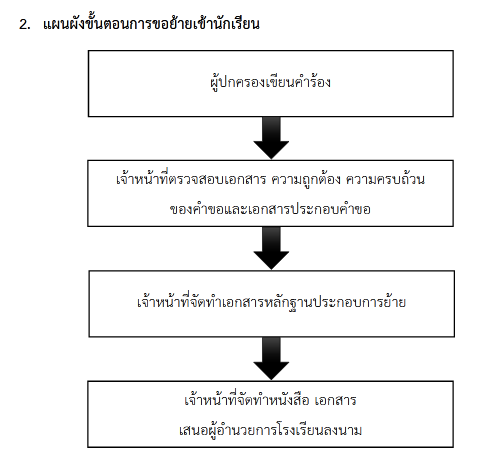 2. แผนผังขั้นตอนการขอย้ายเข้านักเรียน
ผู้ปกครองเขียนคำร้อง
เจ้าหน้าที่ตรวจสอบเอกสาร ความถูกต้อง ความครบถ้วน
ของคำขอและเอกสารประกอบคำขอ
เจ้าหน้าที่จัดทำเอกสารหลักฐานประกอบการย้าย
เจ้าหน้าที่จัดทำหนังสือ เอกสาร
เสนอผู้อำนวยการโรงเรียนลงนาม